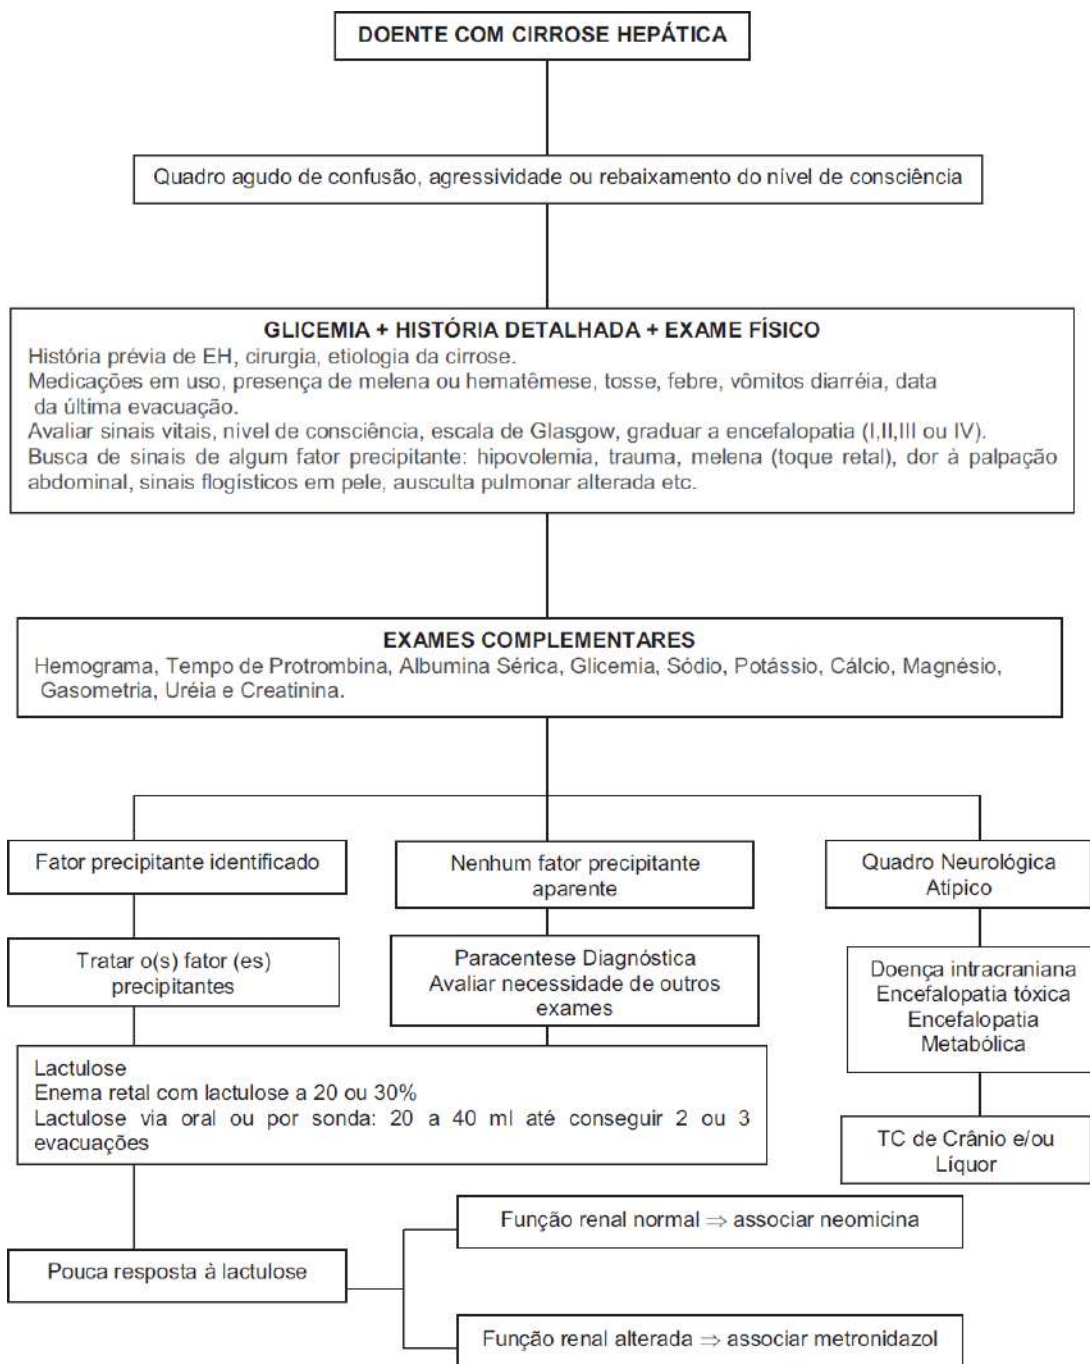 DOENTE COM CIRROSE HEPÁTICA
Quadro agudo de confusão, agressividade ou rebaixamento do nível de consciência
GLICEMIA + HISTÓRIA DETALHADA + EXAME FÍSICO
História prévia de EH, cirurgia, etiologia da cirrose.
Medicações em uso, presença de melena ou hematêmese, tosse, febre, vômitos diarréia, data
da última evacuação.
Avaliar sinais vitais, nivel de consciência, escala de Glasgow, graduar a encefalopatia (I,II,III ou IV).
Busca de sinais de algum fator precipitante: hipovolemia, trauma, melena (toque retal), dor à palpação
abdominal, sinais flogísticos em pele, ausculta pulmonar alterada etc.
EXAMES COMPLEMENTARES
Hemograma, Tempo de Protrombina, Albumina Sérica, Glicemia, Sódio, Potássio, Cálcio, Magnésio,
Gasometria, Uréia e Creatinina.
Fator precipitante identificado
Nenhum fator precipitante
aparente
Quadro Neurológica
Atípico
Tratar o(s) fator (es)
precipitantes
Paracentese Diagnóstica
Avaliar necessidade de outros
exames
Doença intracraniana
Encefalopatia tóxica
Encefalopatia
Metabólica
Lactulose
Enema retal com lactulose a 20 ou 30%
Lactulose via oral ou por sonda: 20 a 40 ml até conseguir 2 ou 3
evacuações
TC de Crânio e/ou
Líquor
Função renal normal ⇒ associar neomicina
Pouca resposta à lactulose
Função renal alterada ⇒ associar metronidazol